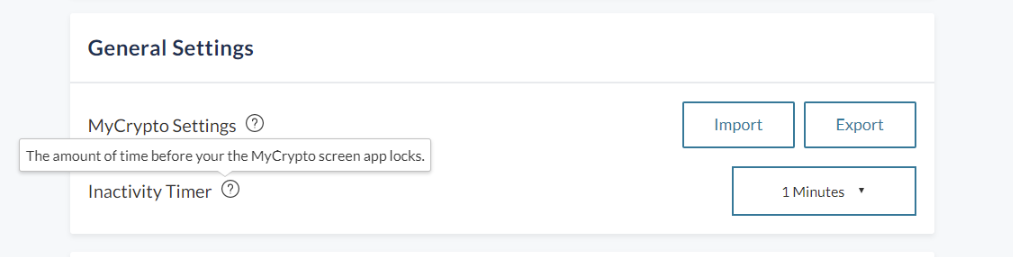 General Settings
MyCrypto Settings ?
Import
Export
The amount of time before your the MyCrypto screen app locks.
Inactivity Timer ?
1 Minutes